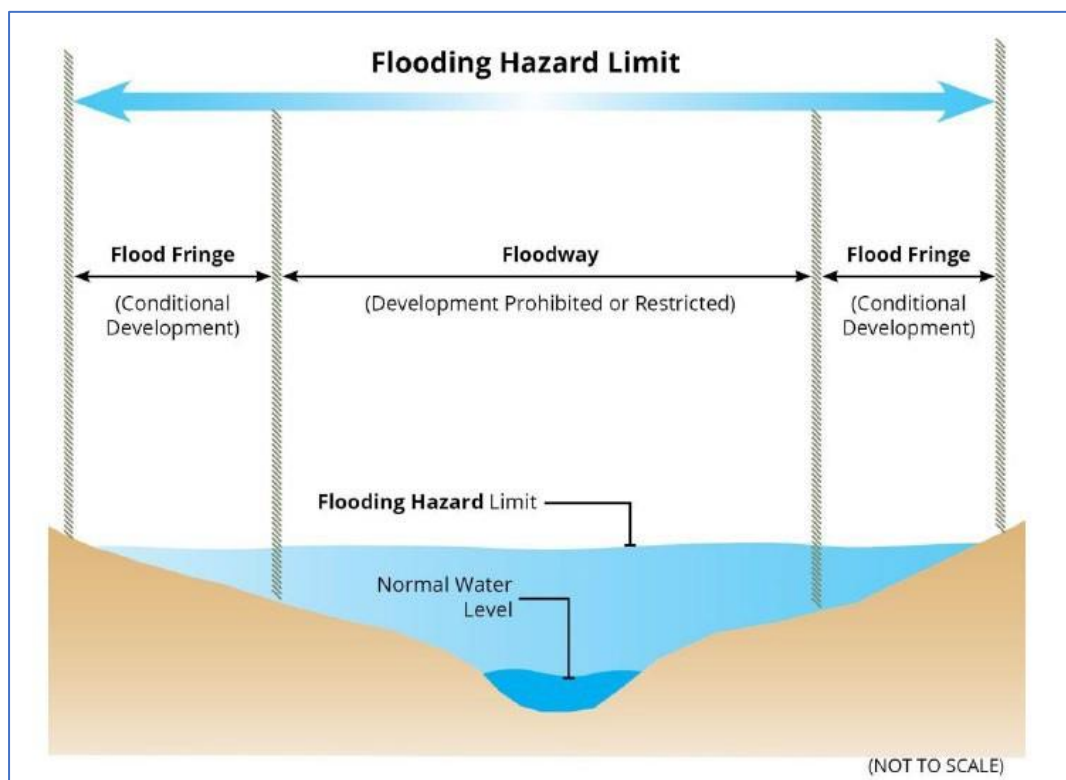 Flooding Hazard Limit
Flood Fringe
(Conditional
Development)
Floodway
(Development Prohibited or Restricted)
Flood Fringe
(Conditional
Development)
Flooding Hazard Limit
Normal Water
Level
(NOT TO SCALE)